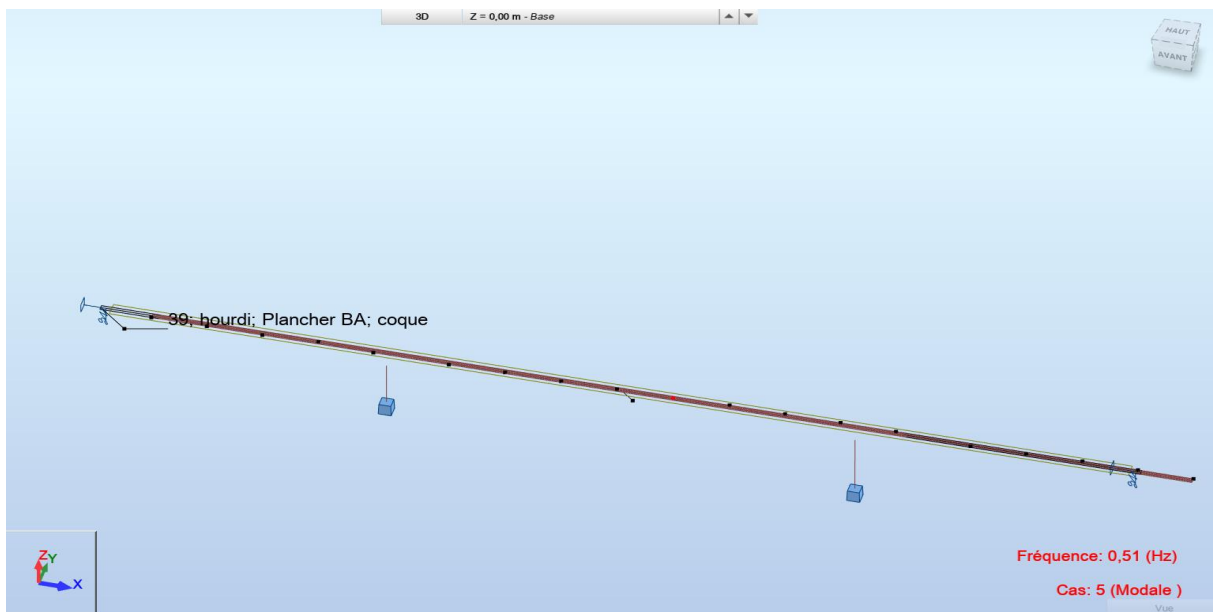 3D Z = 0,00 m - Base
HAUT
AVANT
39; hourdi; Plancher BA; coque
Z
Y
X
Fréquence: 0,51 (Hz)
Cas: 5 (Modale )
Vue